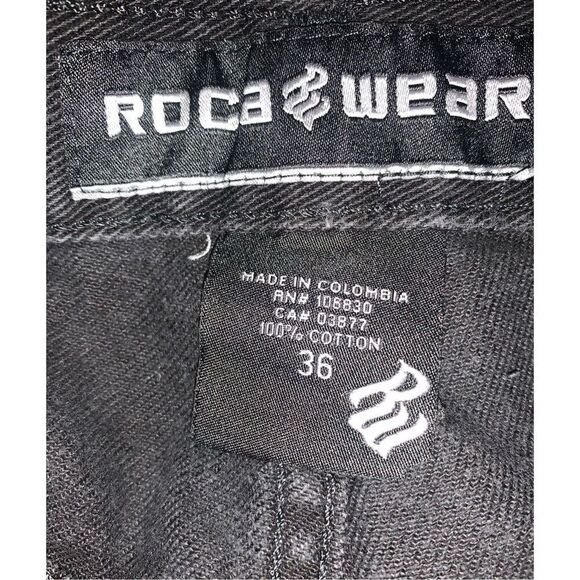 ROCA WEAR
MADE IN COLOMBIA
RN# 106830
CA# 03877
100% COTTON
36